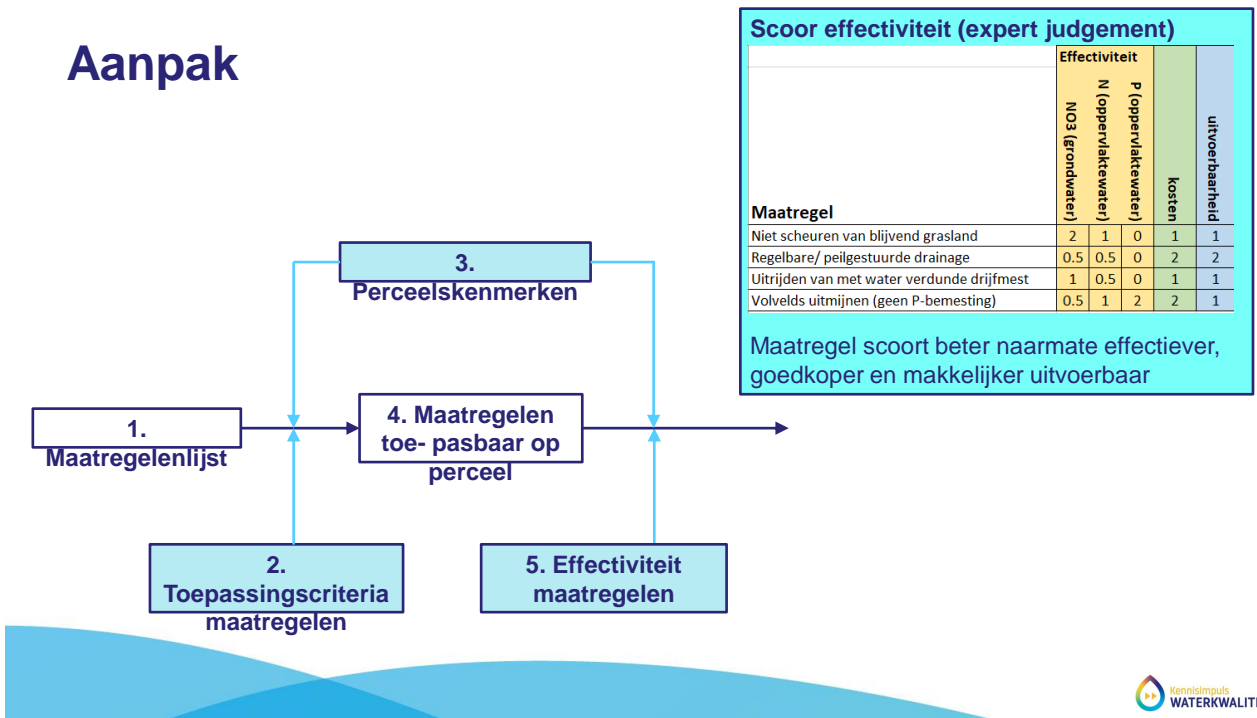 Aanpak
Scoor effectiviteit (expert judgement)
Effectiviteit
Maatregel
NO3 (grondwater)
N (oppervlaktewater)
P (oppervlaktewater)
kosten
uitvoerbaarheid
Niet scheuren van blijvend grasland 2 1 0 1 1
Regelbare/ peilgestuurde drainage 0.5 0.5 0 2 2
Uitrijden van met water verdunde drijfmest 1 0.5 0 1 1
Volvelds uitmijnen (geen P-bemesting) 0.5 1 2 2 1
Maatregel scoort beter naarmate effectiever,
goedkoper en makkelijker uitvoerbaar
3.
Perceelskenmerken
1.
Maatregelenlijst
4. Maatregelen
toe- pasbaar op
perceel
2.
Toepassingscriteria
maatregelen
5. Effectiviteit
maatregelen
Kennisimpuls
WATERKWALIT